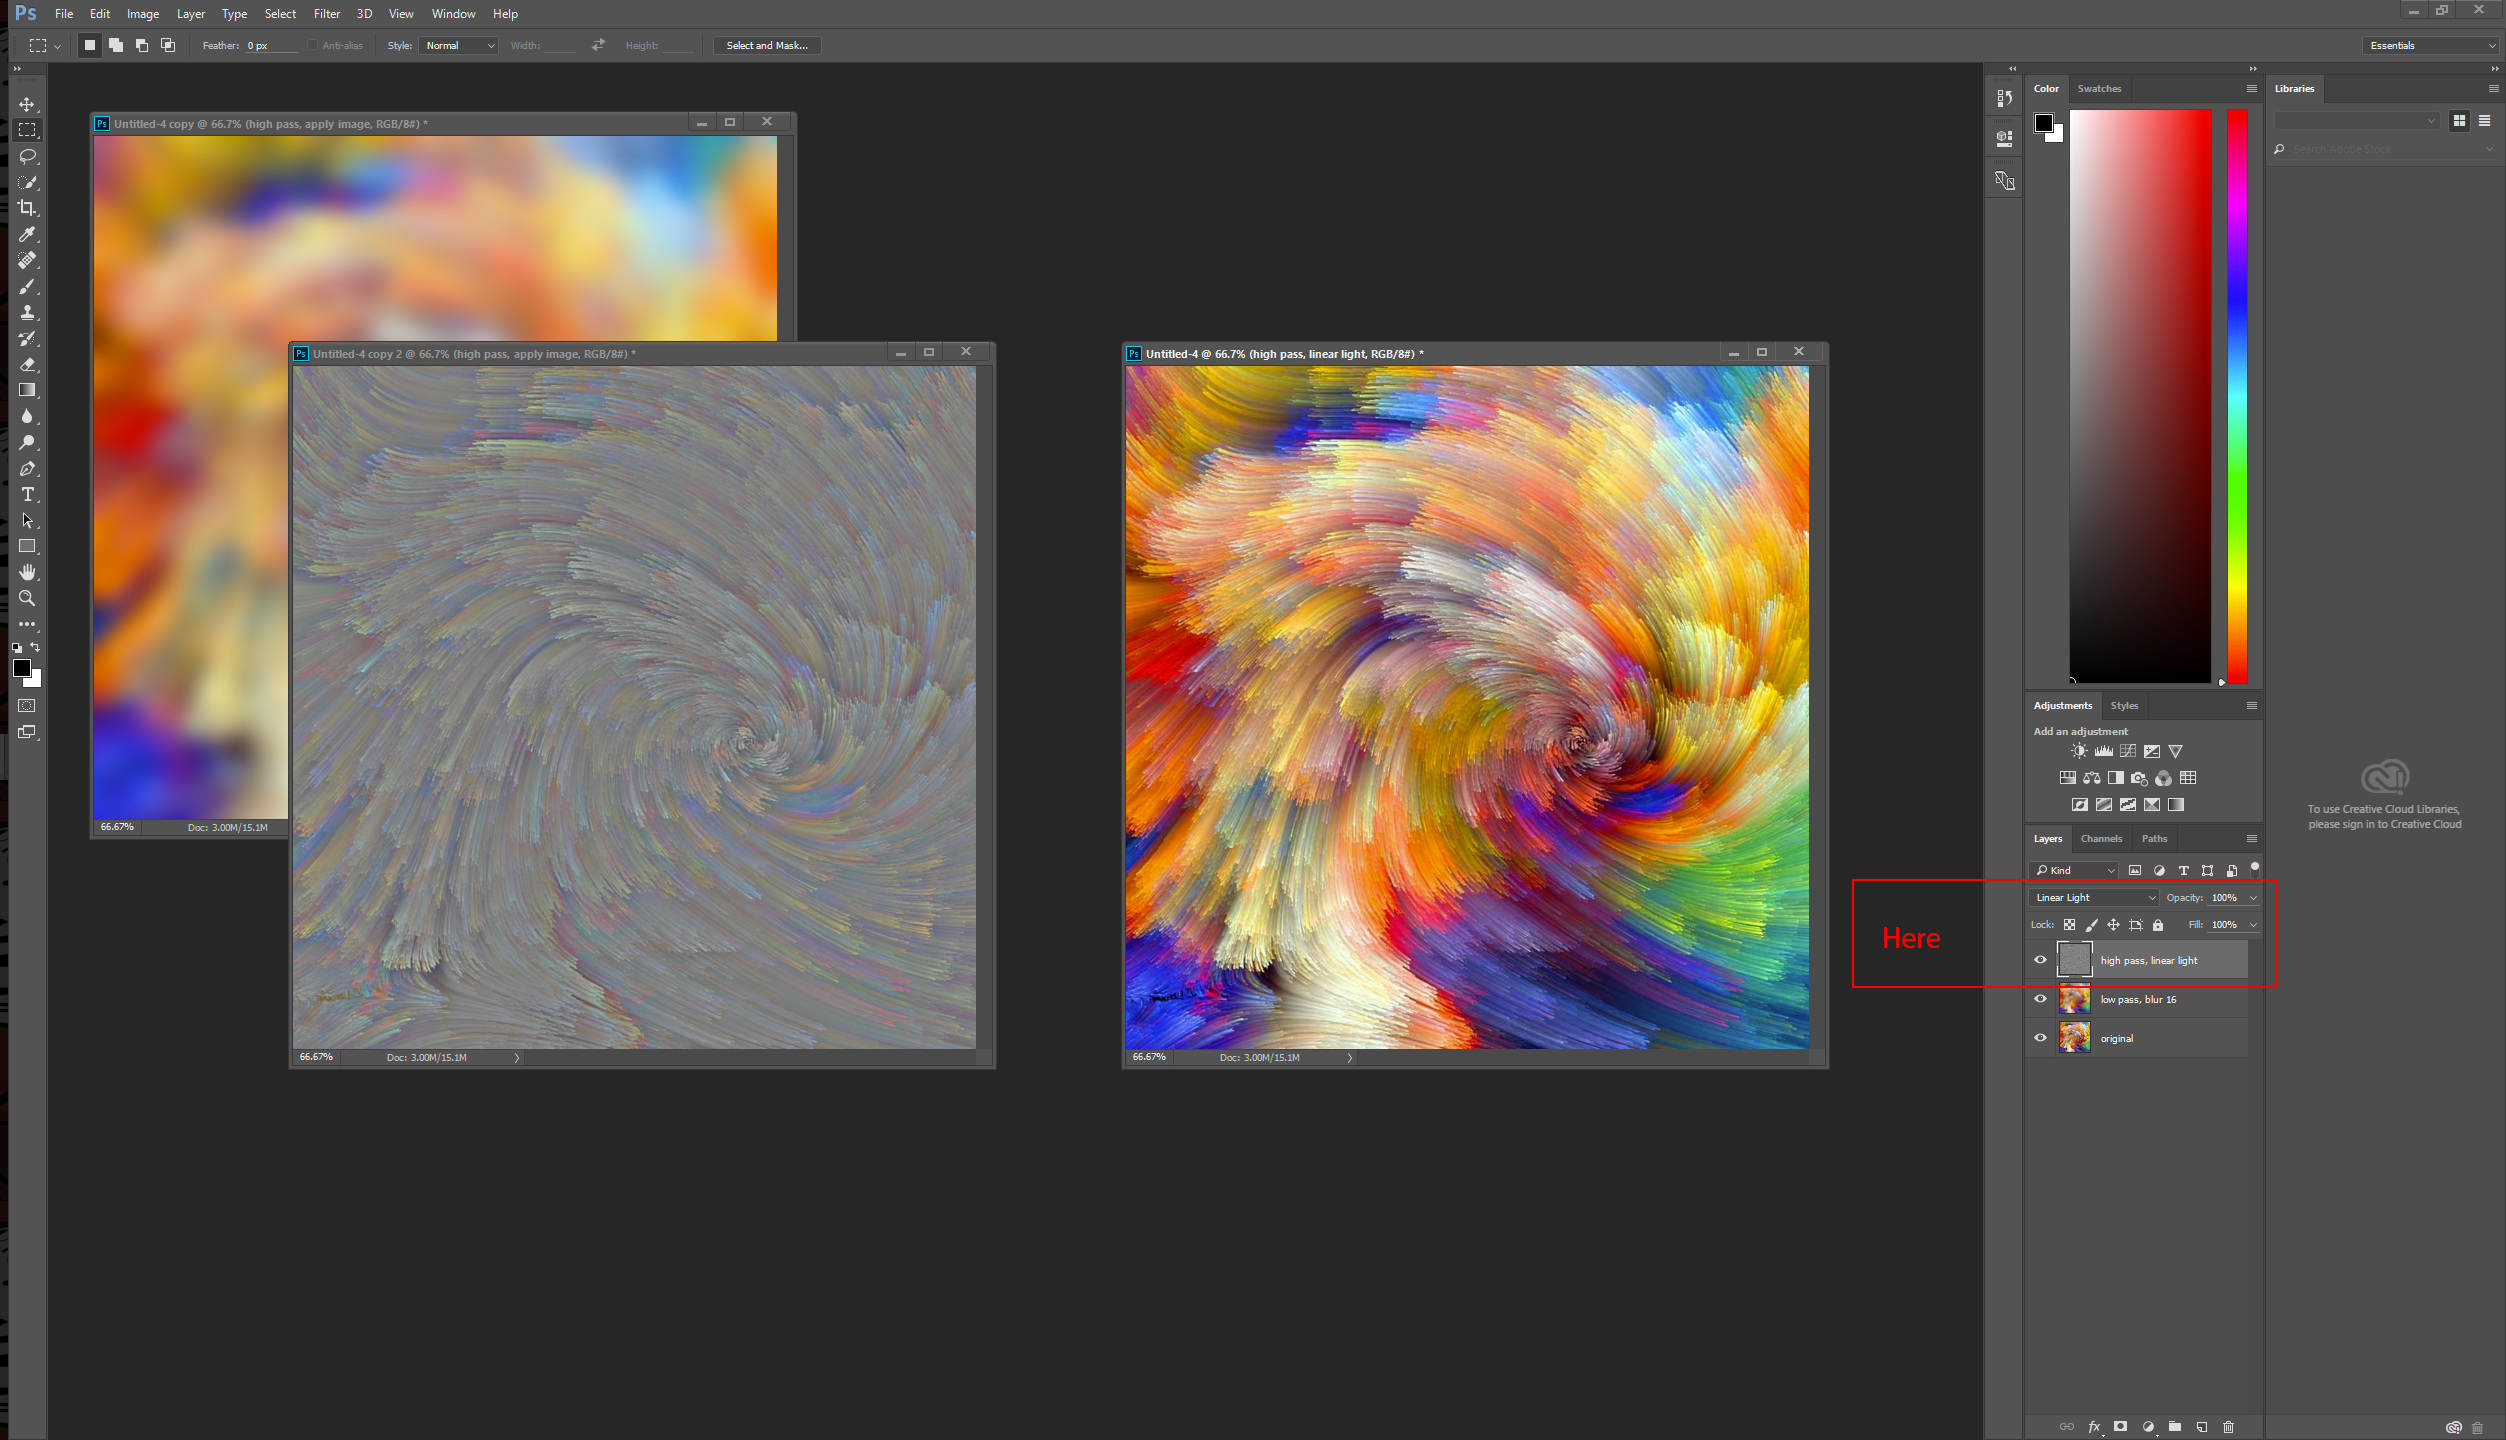 Ps File Edit Image Layer Type Select Filter 3D View Window Help
Feather: 0 px Anti-alias Style: Normal Width: Height: Select and Mask... Essentials
Color Swatches Libraries
Search Adobe Stock
Ps Untitled-4 copy @ 66.7% (high pass, apply image, RGB/8#) *
66.67% Doc: 3.00M/15.1M
Ps Untitled-4 copy 2 @ 66.7% (high pass, apply image, RGB/8#) *
66.67% Doc: 3.00M/15.1M
Ps Untitled-4 @ 66.7% (high pass, linear light, RGB/8#) *
66.67% Doc: 3.00M/15.1M
Adjustments Styles
Add an adjustment
To use Creative Cloud Libraries,
please sign in to Creative Cloud
Layers Channels Paths
Kind
Linear Light Opacity: 100%
Lock: Fill: 100%
Here
high pass, linear light
low pass, blur 16
original
fx